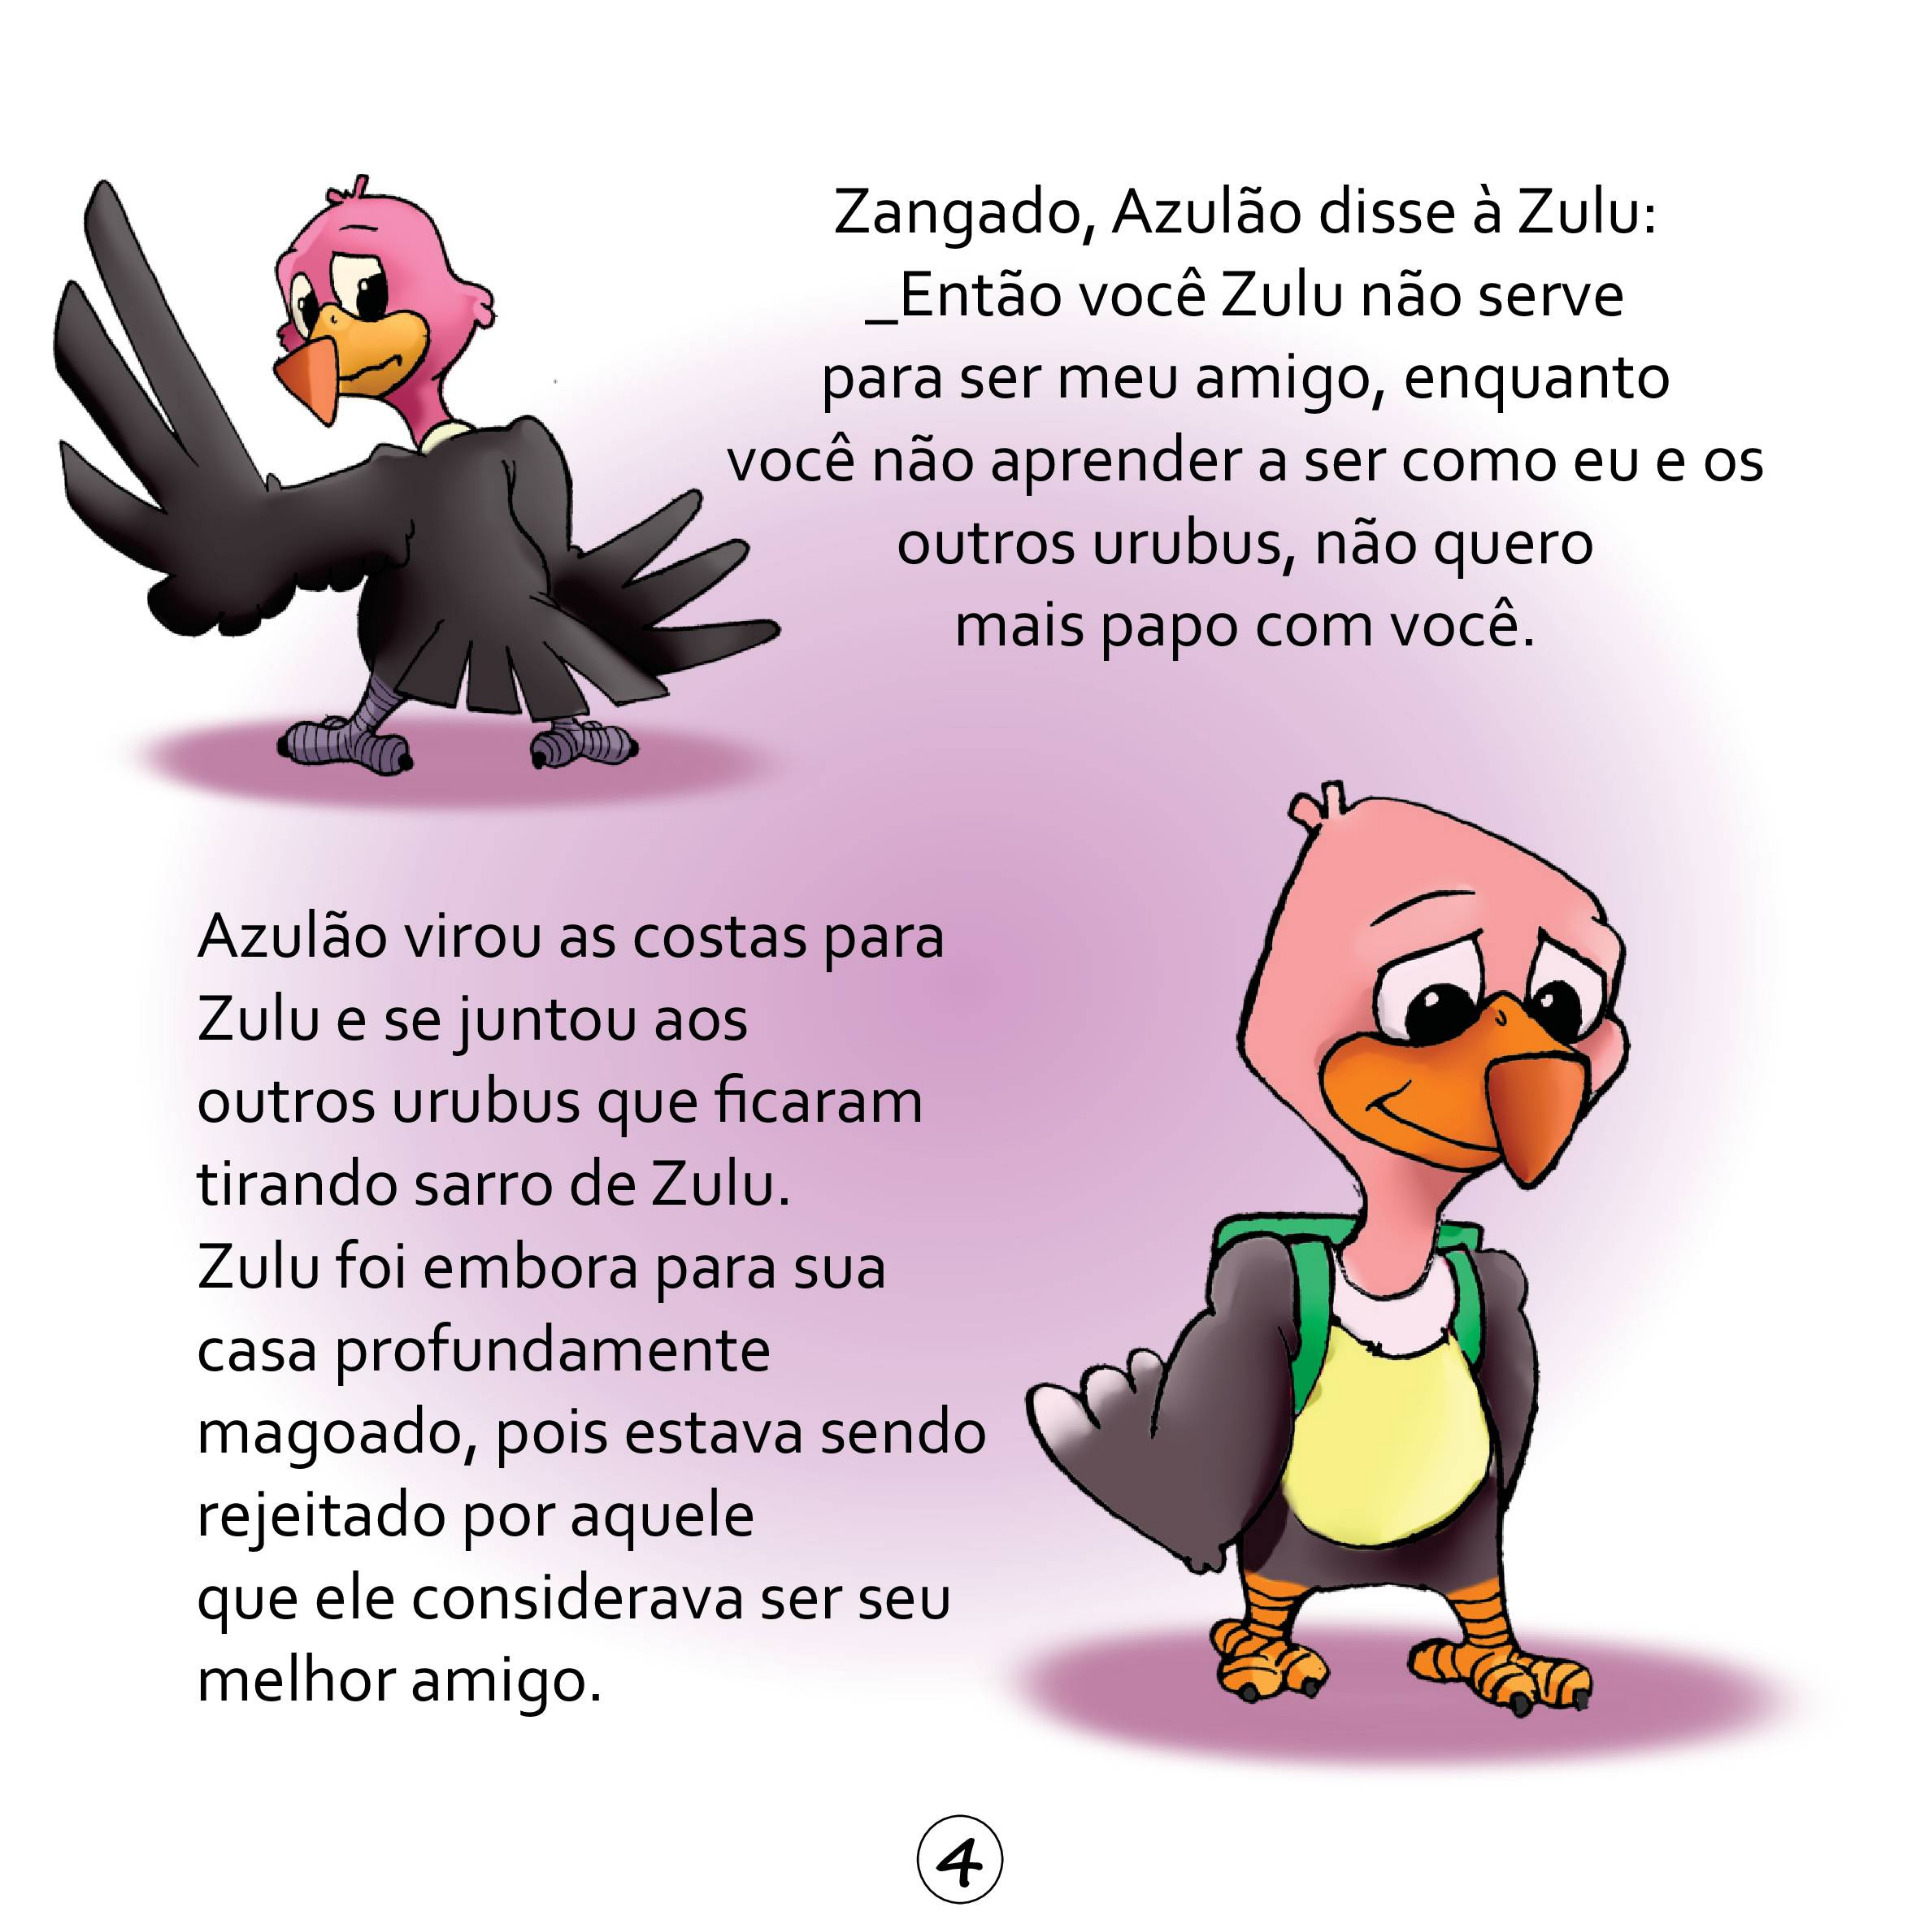 Zangado, Azulão disse à Zulu:
_Então você Zulu não serve
para ser meu amigo, enquanto
você não aprender a ser como eu e os
outros urubus, não quero
mais papo com você.
Azulão virou as costas para
Zulu e se juntou aos
outros urubus que ficaram
tirando sarro de Zulu.
Zulu foi embora para sua
casa profundamente
magoado, pois estava sendo
rejeitado por aquele
que ele considerava ser seu
melhor amigo.
4